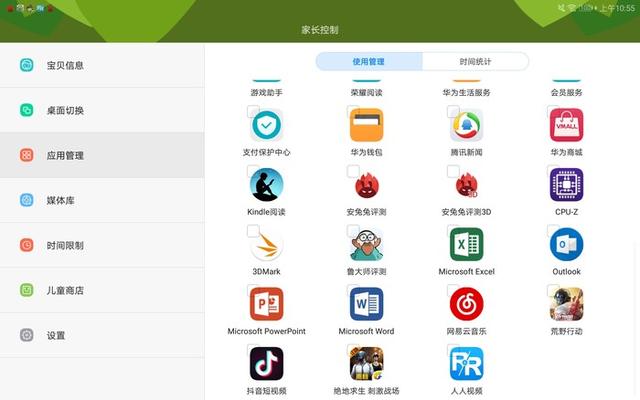 上午10:55
家长控制
宝贝信息
桌面切换
应用管理
媒体库
时间限制
儿童商店
设置
使用管理 时间统计
游戏助手 荣耀阅读 华为生活服务 会员服务
VMALL
支付保护中心 华为钱包 腾讯新闻 华为商城
3D
Kindle阅读 安兔兔评测 安兔兔评测3D CPU-Z
3DMark 鲁大师评测 Microsoft Excel Outlook
Microsoft PowerPoint Microsoft Word 网易云音乐 荒野行动
抖音短视频 绝地求生 刺激战场 人人视频